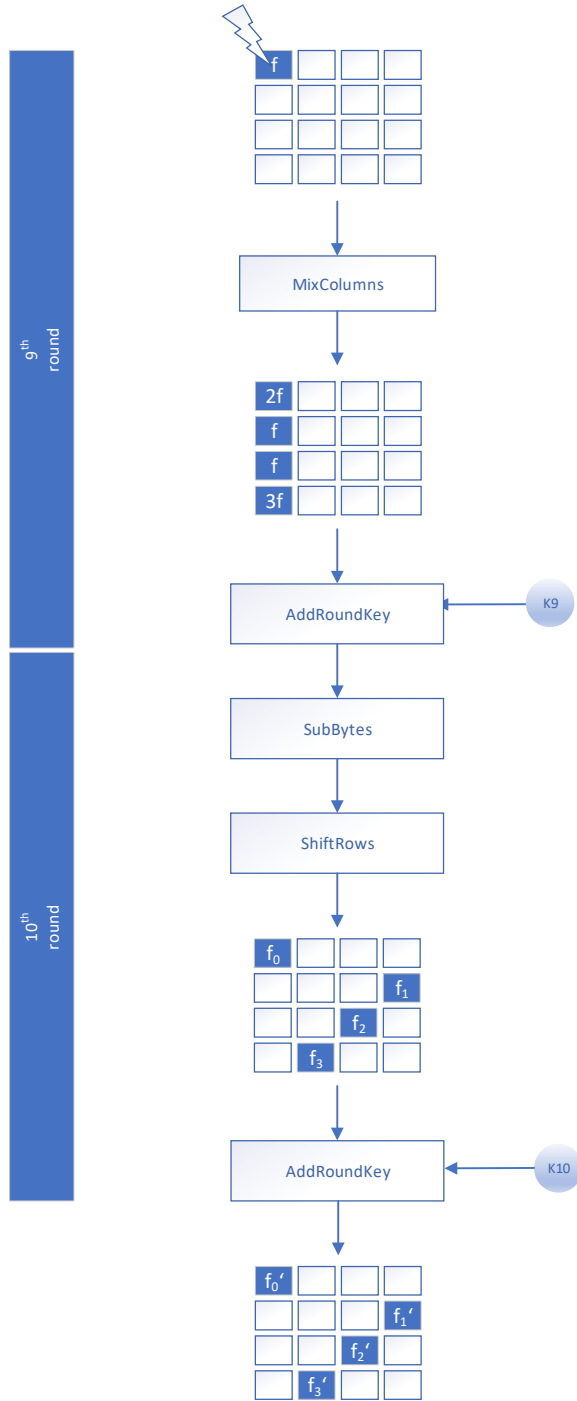 f
MixColumns
9th
round
2f
f
f
3f
AddRoundKey
K9
SubBytes
ShiftRows
10th
round
f₀
f₁
f₂
f₃
AddRoundKey
K10
f₀‘
f₁‘
f₂‘
f₃‘